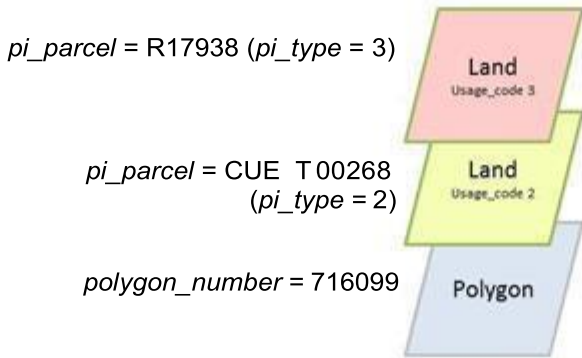 pi_parcel = R17938 (pi_type = 3)
Land
Usage_code 3
pi_parcel = CUE T 00268
(pi_type = 2)
Land
Usage_code 2
polygon_number = 716099
Polygon